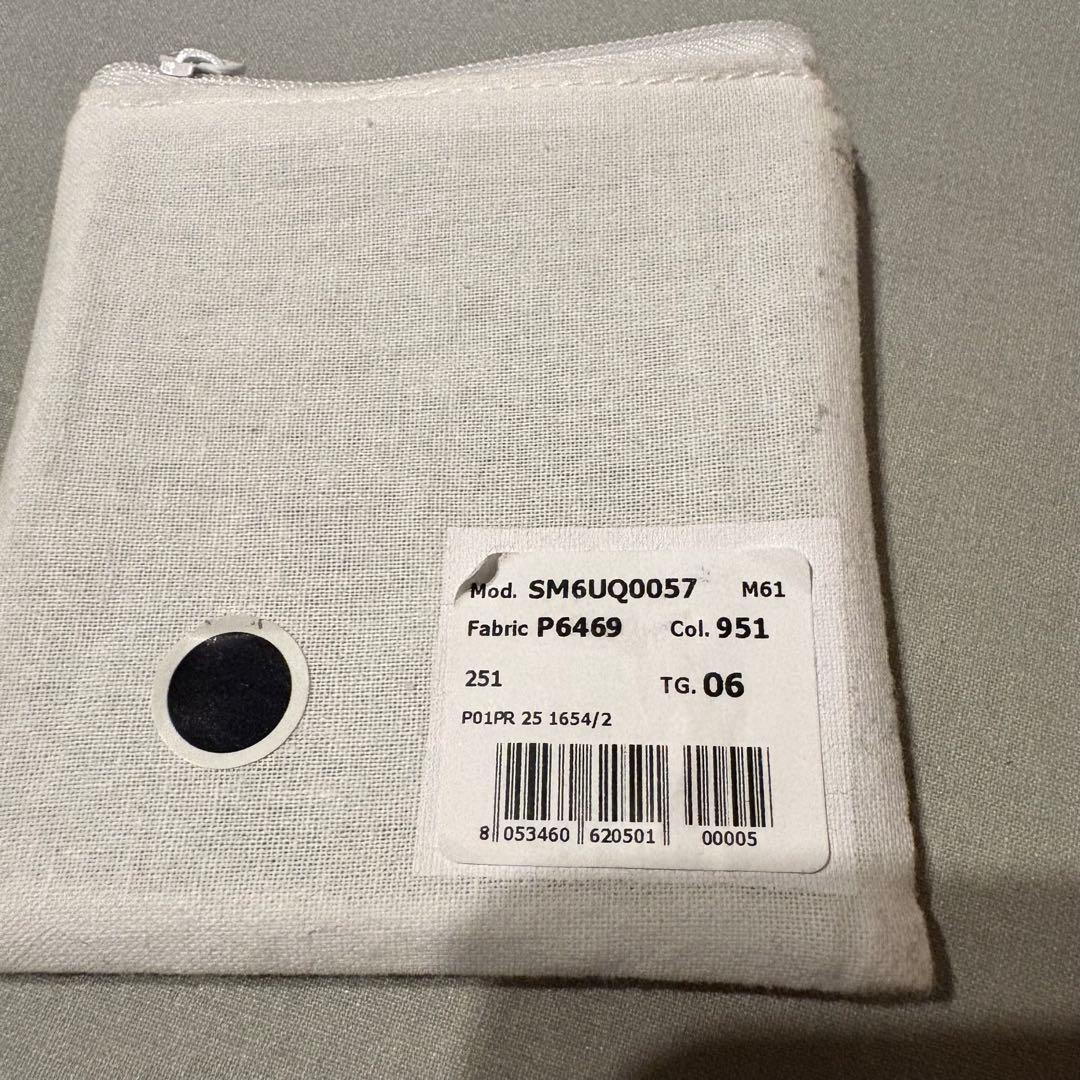 Mod. SM6UQ0057 M61
Fabric P6469 Col. 951
251 TG. 06
P01PR 25 1654/2
8 053460 620501 00005